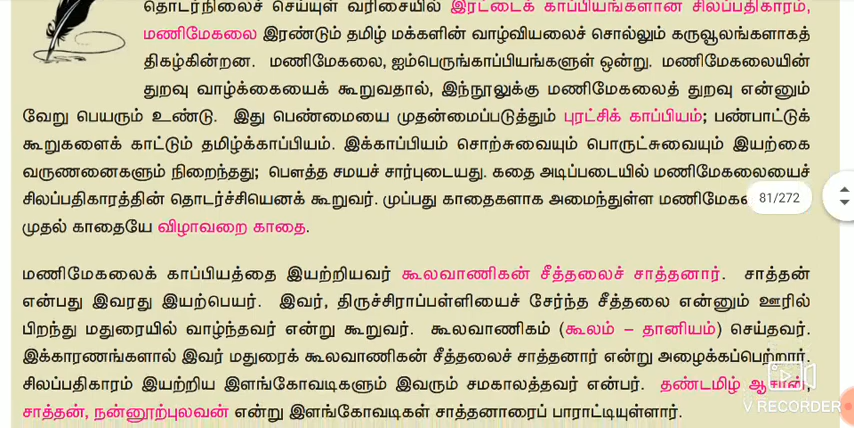 தொடர்நிலைச் செய்யுள் வரிசையில் இரட்டைக் காப்பியங்களான சிலப்பதிகாரம்,
மணிமேகலை இரண்டும் தமிழ் மக்களின் வாழ்வியலைச் சொல்லும் கருவூலங்களாகத்
திகழ்கின்றன. மணிமேகலை, ஐம்பெருங்காப்பியங்களுள் ஒன்று. மணிமேகலையின்
துறவு வாழ்க்கையைக் கூறுவதால், இந்நூலுக்கு மணிமேகலைத் துறவு என்னும்
வேறு பெயரும் உண்டு. இது பெண்மையை முதன்மைப்படுத்தும் புரட்சிக் காப்பியம்; பண்பாட்டுக்
கூறுகளைக் காட்டும் தமிழ்க்காப்பியம். இக்காப்பியம் சொற்சுவையும் பொருட்சுவையும் இயற்கை
வருணனைகளும் நிறைந்தது; பௌத்த சமயச் சார்புடையது. கதை அடிப்படையில் மணிமேகலையைச்
சிலப்பதிகாரத்தின் தொடர்ச்சியெனக் கூறுவர். முப்பது காதைகளாக அமைந்துள்ள 81/272
முதல் காதையே விழாவறை காதை.
மணிமேகலைக் காப்பியத்தை இயற்றியவர் கூலவாணிகன் சீத்தலைச் சாத்தனார். சாத்தன்
என்பது இவரது இயற்பெயர். இவர், திருச்சிராப்பள்ளியைச் சேர்ந்த சீத்தலை என்னும் ஊரில்
பிறந்து மதுரையில் வாழ்ந்தவர் என்று கூறுவர். கூலவாணிகம் (கூலம் – தானியம்) செய்தவர்.
இக்காரணங்களால் இவர் மதுரைக் கூலவாணிகன் சீத்தலைச் சாத்தனார் என்று அழைக்கப்பெற்றார்.
சிலப்பதிகாரம் இயற்றிய இளங்கோவடிகளும் இவரும் சமகாலத்தவர் என்பர். தண்டமிழ் ஆசான்,
சாத்தன், நன்னூற்புலவன் என்று இளங்கோவடிகள் சாத்தனாரைப் பாராட்டியுள்ளார்.
V RECORDER